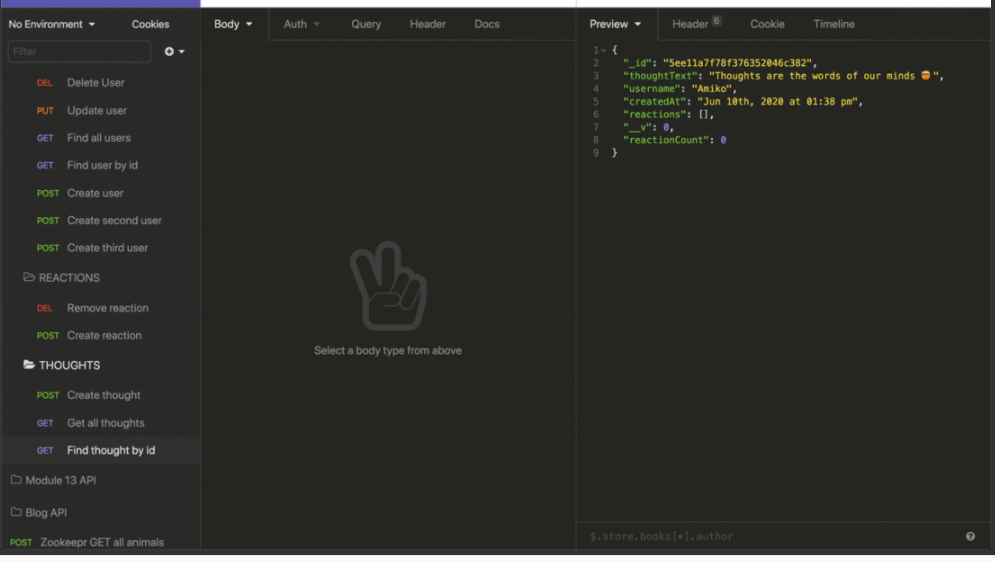 No Environment Cookies
Filter
DEL Delete User
PUT Update user
GET Find all users
GET Find user by id
POST Create user
POST Create second user
POST Create third user
REACTIONS
DEL Remove reaction
POST Create reaction
THOUGHTS
POST Create thought
GET Get all thoughts
GET Find thought by id
Module 13 API
Blog API
POST Zookeepr GET all animals
Body Auth Query Header Docs
Select a body type from above
Preview Header 6 Cookie Timeline
1 {
2 "_id": "5ee11a7f78f376352046c382",
3 "thoughtText": "Thoughts are the words of our minds 🤯",
4 "username": "Amiko",
5 "createdAt": "Jun 10th, 2020 at 01:38 pm",
6 "reactions": [],
7 "__v": 0,
8 "reactionCount": 0
9 }
$.store.books[*].author